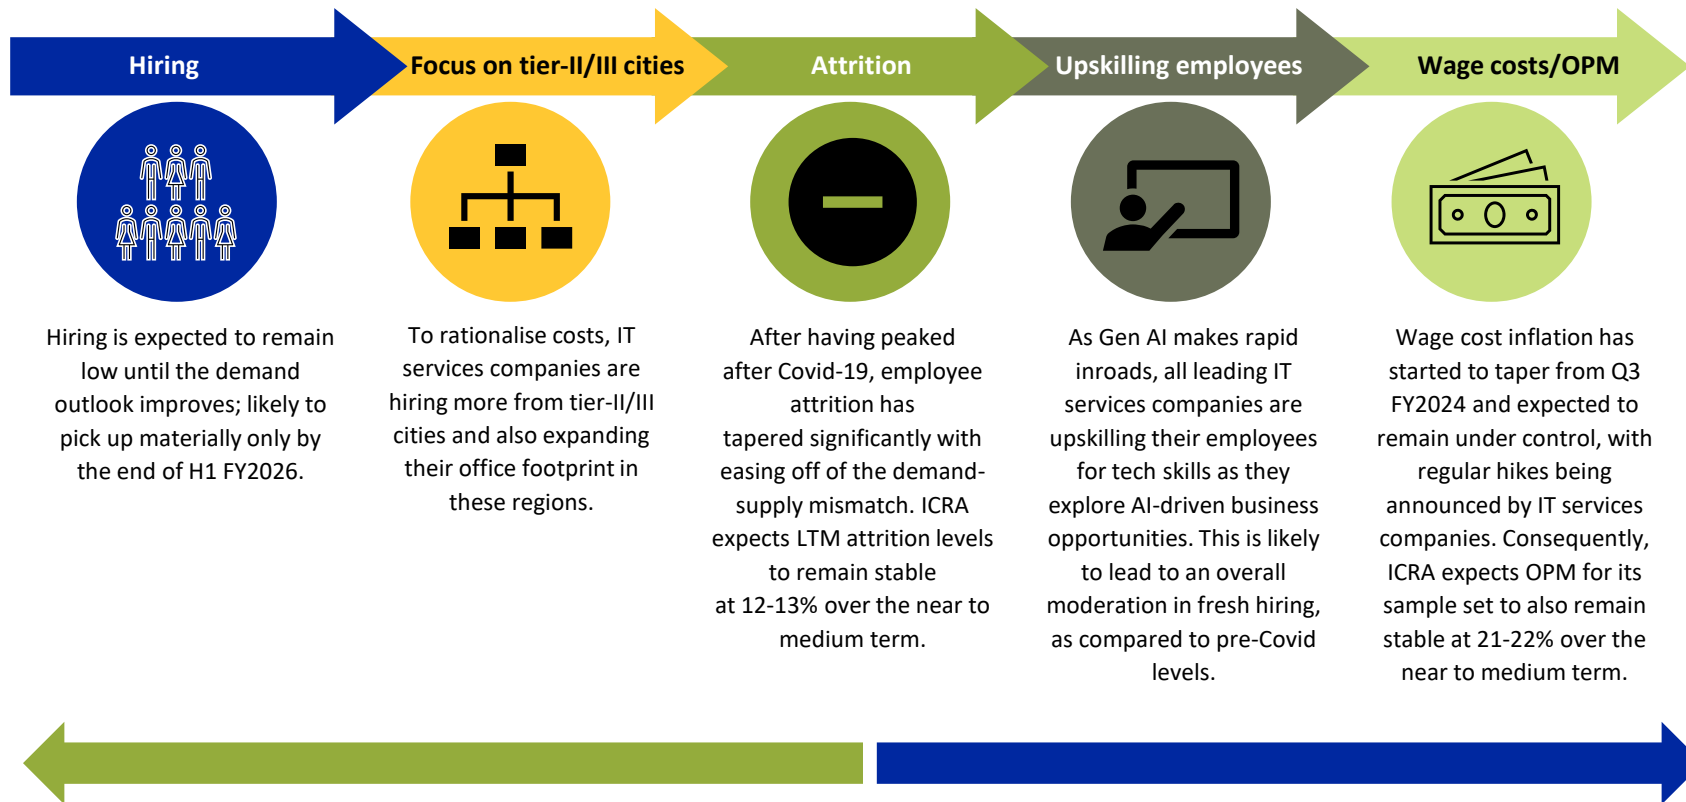 Hiring
Focus on tier-II/III cities
Attrition
Upskilling employees
Wage costs/OPM
Hiring is expected to remain
low until the demand
outlook improves; likely to
pick up materially only by
the end of H1 FY2026.
To rationalise costs, IT
services companies are
hiring more from tier-II/III
cities and also expanding
their office footprint in
these regions.
After having peaked
after Covid-19, employee
attrition has
tapered significantly with
easing off of the demand-
supply mismatch. ICRA
expects LTM attrition levels
to remain stable
at 12-13% over the near to
medium term.
As Gen AI makes rapid
inroads, all leading IT
services companies are
upskilling their employees
for tech skills as they
explore AI-driven business
opportunities. This is likely
to lead to an overall
moderation in fresh hiring,
as compared to pre-Covid
levels.
Wage cost inflation has
started to taper from Q3
FY2024 and expected to
remain under control, with
regular hikes being
announced by IT services
companies. Consequently,
ICRA expects OPM for its
sample set to also remain
stable at 21-22% over the
near to medium term.